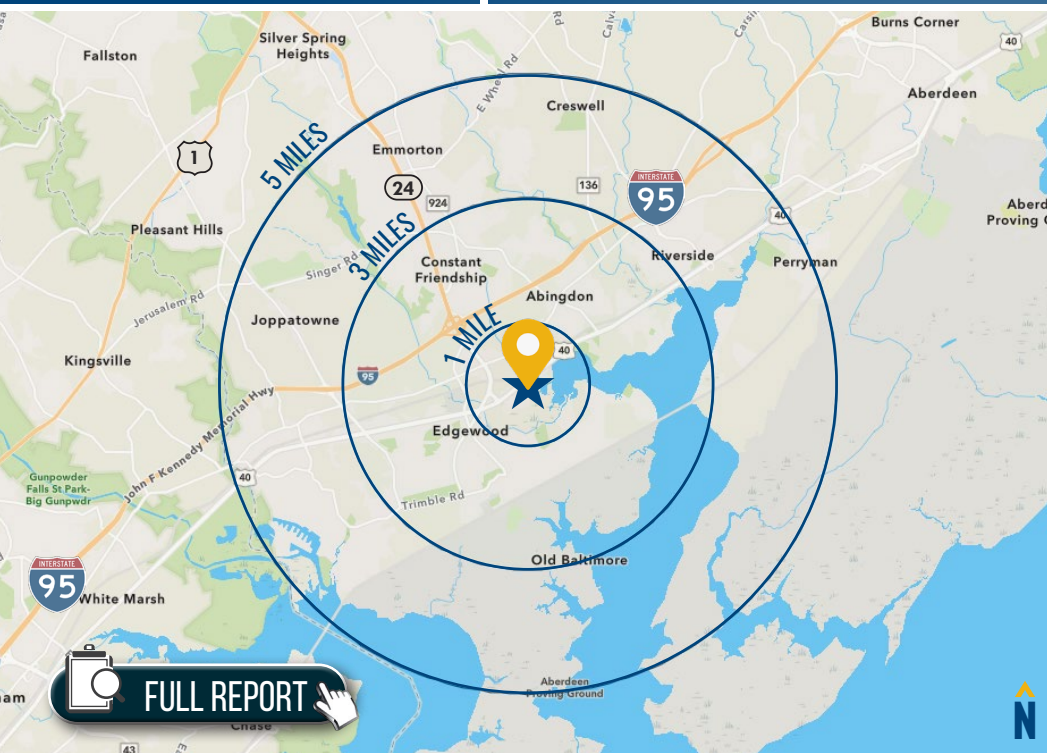 Burns Corner
40
Silver Spring
Heights
Fallston
Rd
E Wheel Rd
Aberdeen
Creswell
5 MILES
1
Emmorton
24
924
136
INTERSTATE
95
40
Aberd
Proving G
Pleasant Hills
3 MILES
Singer Rd
Constant
Friendship
Riverside
Perryman
Abingdon
Jerusalem Rd
Joppatowne
1 MILE
40
Kingsville
95
Edgewood
John F Kennedy Memorial Hwy
Gunpowder
Falls St Park-
Big Gunpwdr
40
Trimble Rd
Old Baltimore
INTERSTATE
95
White Marsh
Aberdeen
Proving Ground
FULL REPORT
am
Chase
43
N